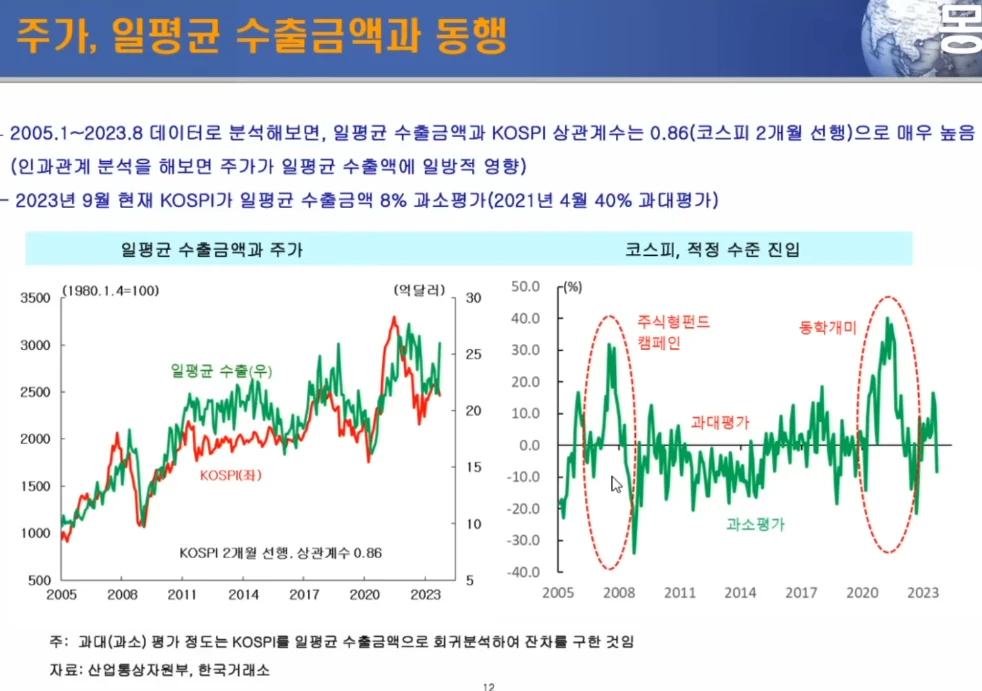 주가, 일평균 수출금액과 동행
몽
- 2005.1~2023.8 데이터로 분석해보면, 일평균 수출금액과 KOSPI 상관계수는 0.86(코스피 2개월 선행)으로 매우 높음
(인과관계 분석을 해보면 주가가 일평균 수출액에 일방적 영향)
- 2023년 9월 현재 KOSPI가 일평균 수출금액 8% 과소평가(2021년 4월 40% 과대평가)
일평균 수출금액과 주가
(1980.1.4=100)
(억달러)
3500
3000
2500
2000
1500
1000
500
30
25
20
15
10
5
일평균 수출(우)
KOSPI(좌)
KOSPI 2개월 선행, 상관계수 0.86
2005 2008 2011 2014 2017 2020 2023
코스피, 적정 수준 진입
(%)
50.0
40.0
30.0
20.0
10.0
0.0
-10.0
-20.0
-30.0
-40.0
주식형펀드
캠페인
동학개미
과대평가
과소평가
2005 2008 2011 2014 2017 2020 2023
주: 과대(과소) 평가 정도는 KOSPI를 일평균 수출금액으로 회귀분석하여 잔차를 구한 것임
자료: 산업통상자원부, 한국거래소
12